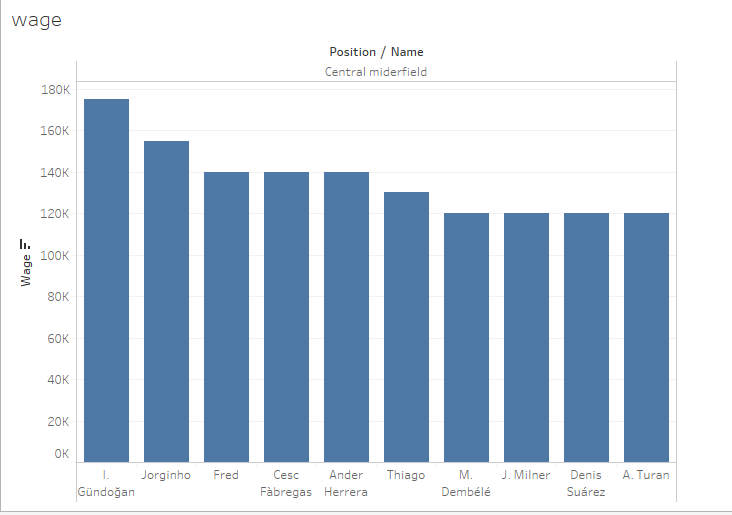 wage
Position / Name
Central miderfield
180K
160K
140K
120K
100K
80K
60K
40K
20K
0K
Wage
I. Gündoğan
Jorginho
Fred
Cesc Fàbregas
Ander Herrera
Thiago
M. Dembélé
J. Milner
Denis Suárez
A. Turan